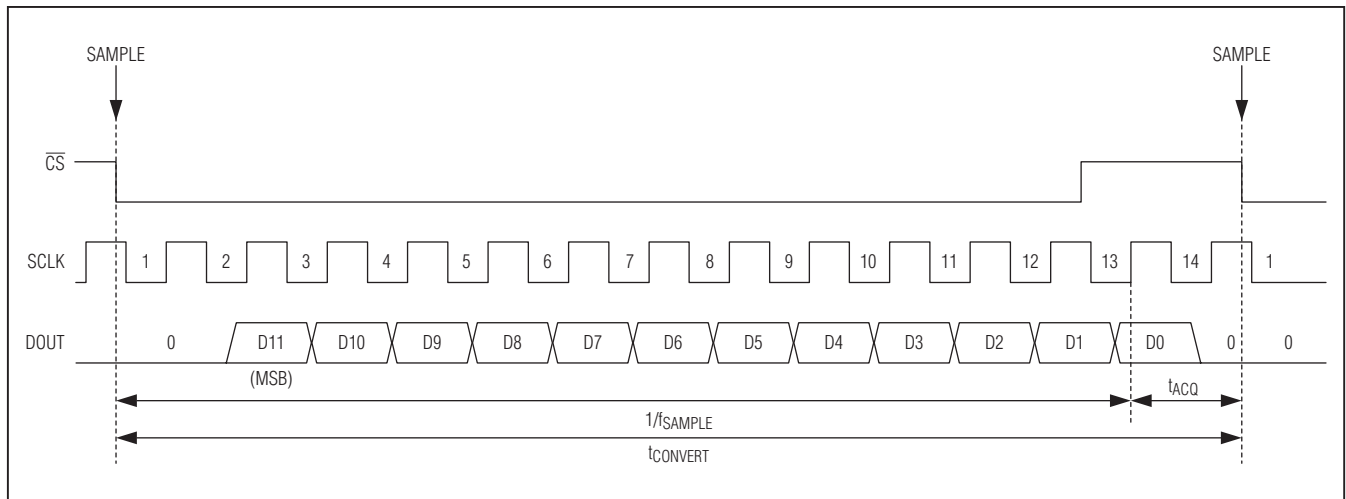 SAMPLE SAMPLE
CS
SCLK 1 2 3 4 5 6 7 8 9 10 11 12 13 14 1
DOUT 0 D11 D10 D9 D8 D7 D6 D5 D4 D3 D2 D1 D0 0 0
(MSB)
tACQ
1/fSAMPLE
tCONVERT